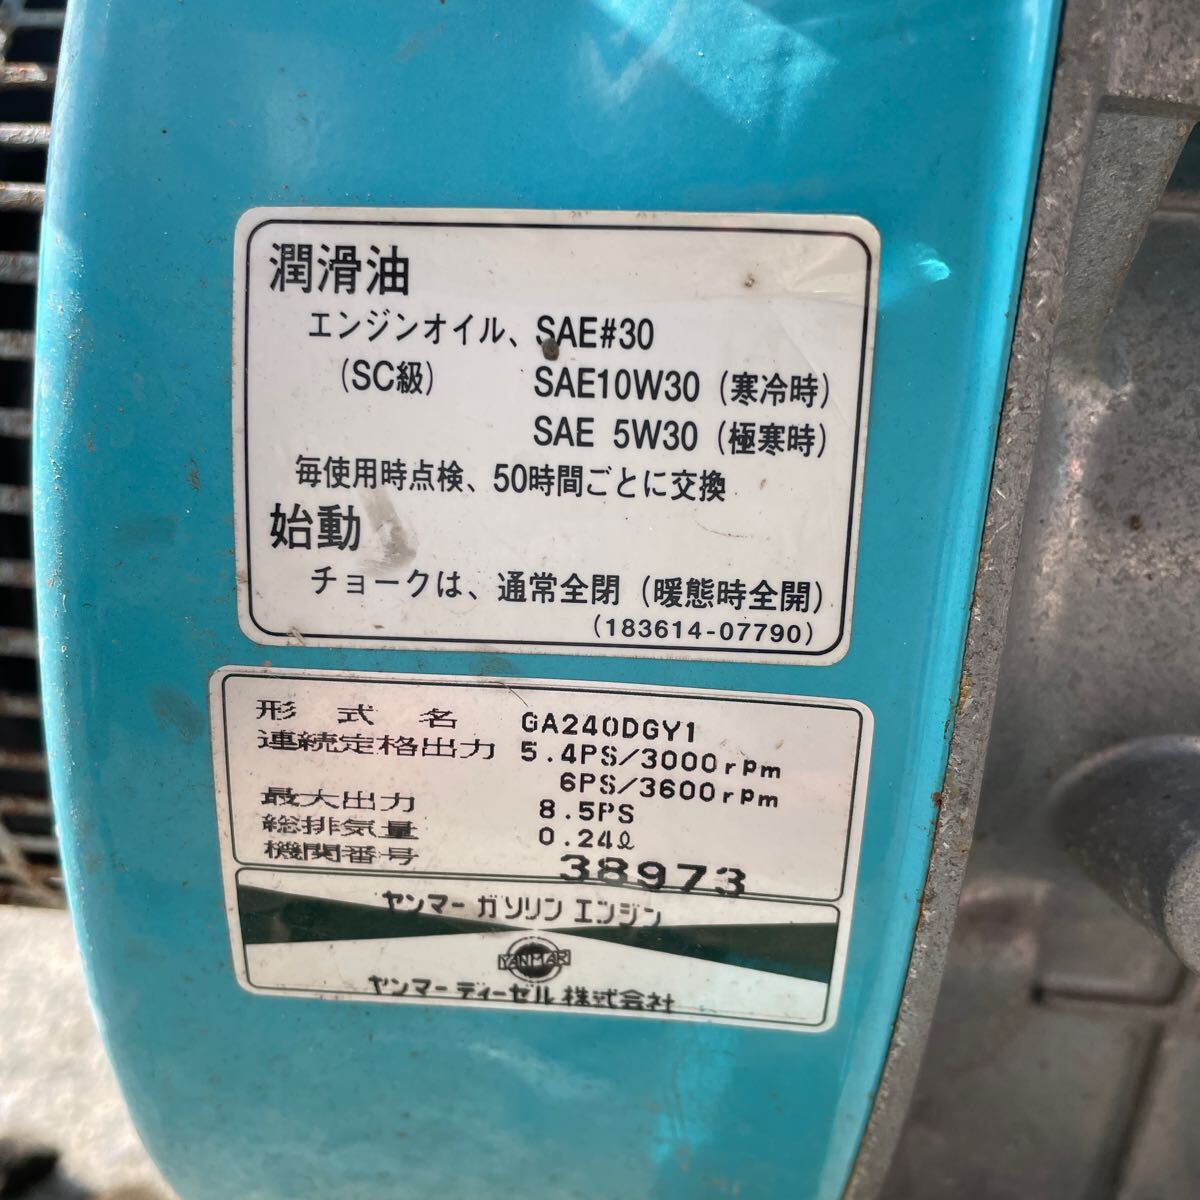 潤滑油
エンジンオイル、SAE#30
(SC級) SAE10W30 (寒冷時)
SAE 5W30 (極寒時)
毎使用時点検、50時間ごとに交換
始動
チョークは、通常全閉 (暖態時全開)
(183614-07790)
形式名 GA240DGY1
連続定格出力 5.4PS/3000rpm
6PS/3600rpm
最大出力 8.5PS
総排気量 0.24ℓ
機関番号 38973
ヤンマー ガソリン エンジン
YANMAR
ヤンマー ディーゼル 株式会社